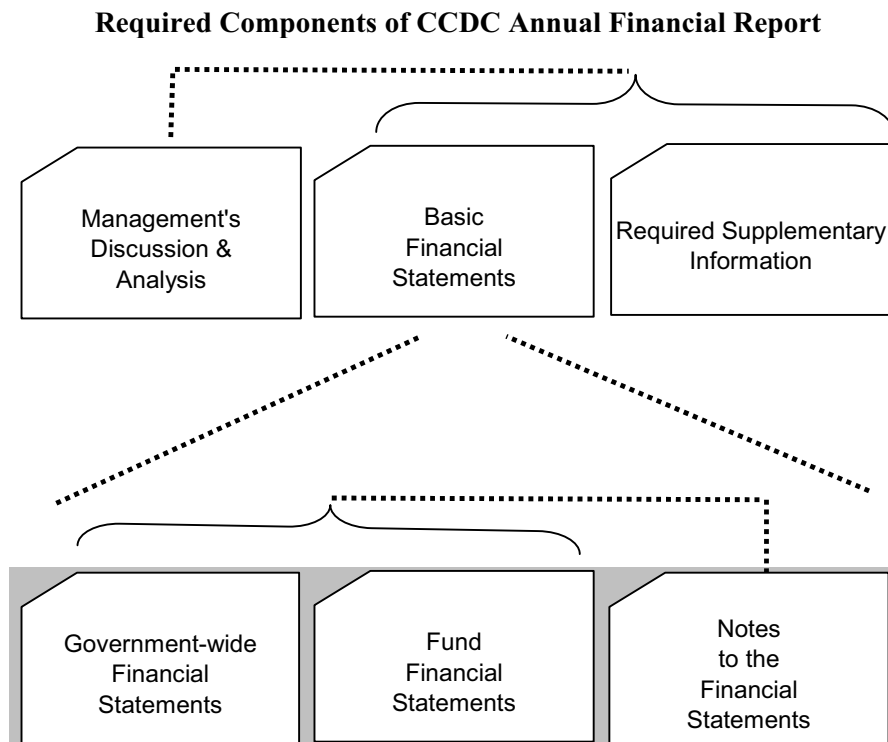 Required Components of CCDC Annual Financial Report
Management's
Discussion &
Analysis
Basic
Financial
Statements
Required Supplementary
Information
Government-wide
Financial
Statements
Fund
Financial
Statements
Notes
to the
Financial
Statements